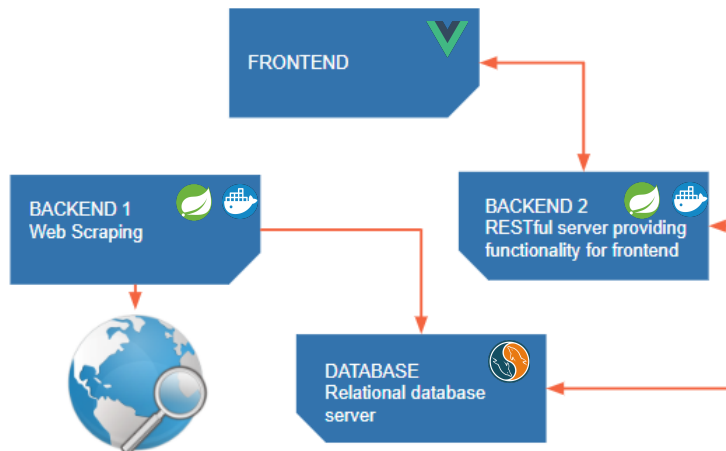 FRONTEND
BACKEND 1
Web Scraping
BACKEND 2
RESTful server providing
functionality for frontend
DATABASE
Relational database
server